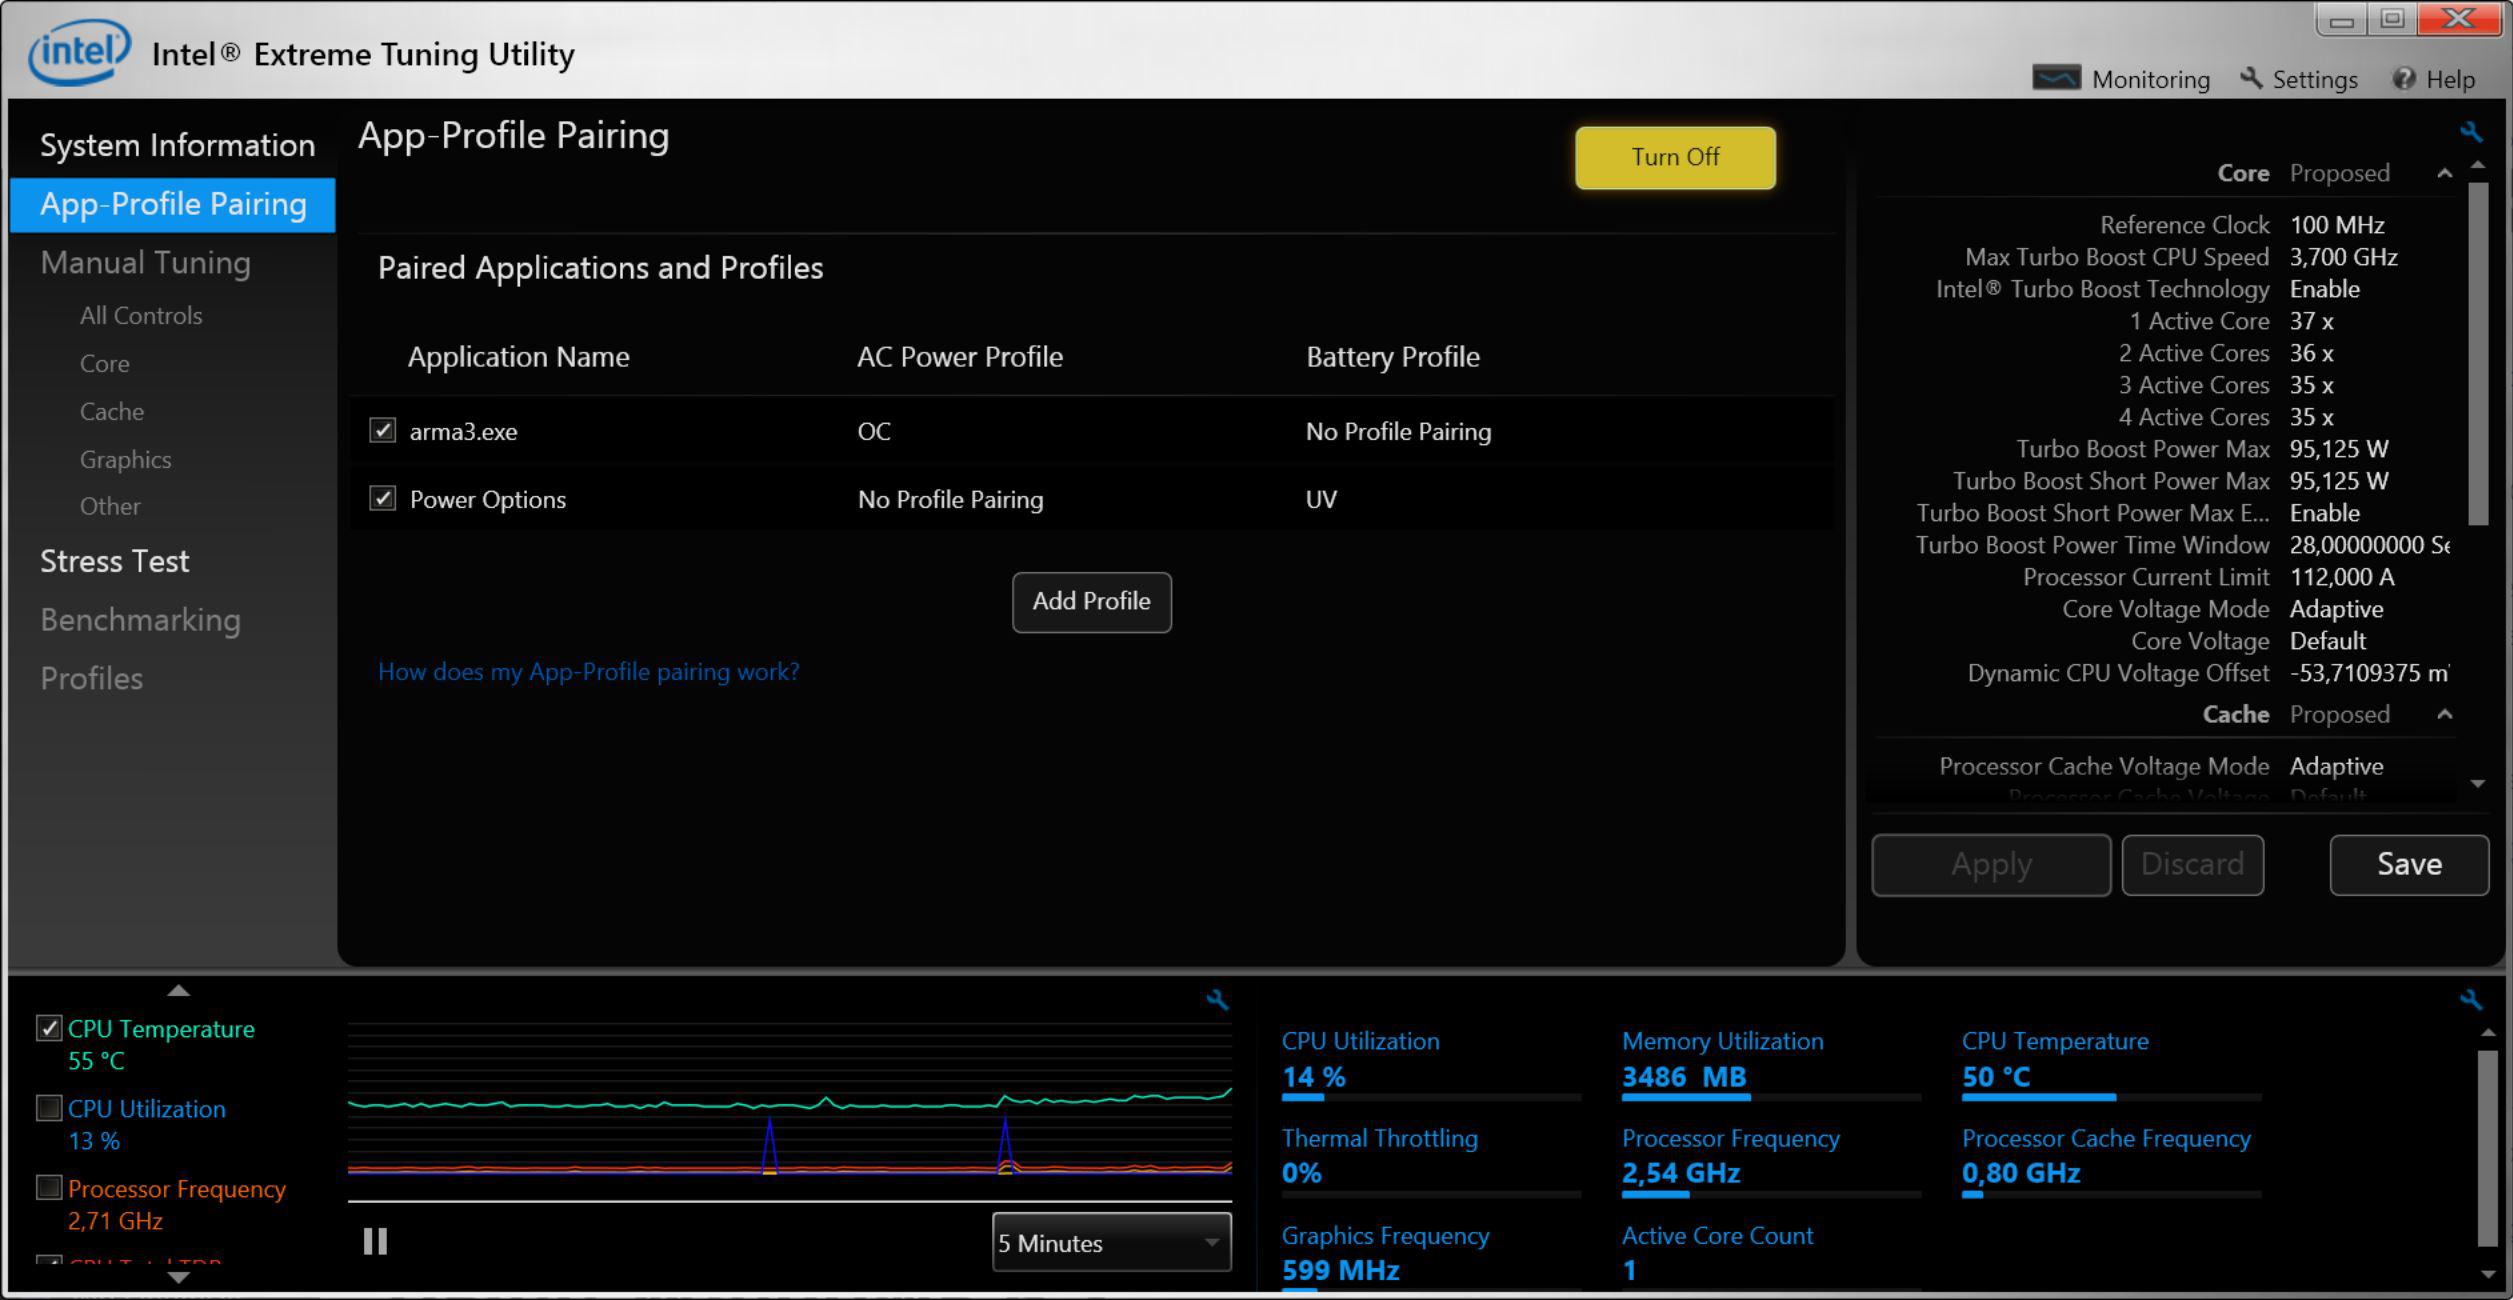 intel
Intel® Extreme Tuning Utility
Monitoring
Settings
Help
System Information
App-Profile Pairing
Manual Tuning
All Controls
Core
Cache
Graphics
Other
Stress Test
Benchmarking
Profiles
App-Profile Pairing
Turn Off
Paired Applications and Profiles
Application Name AC Power Profile Battery Profile
arma3.exe OC No Profile Pairing
Power Options No Profile Pairing UV
Add Profile
How does my App-Profile pairing work?
Core Proposed
Reference Clock 100 MHz
Max Turbo Boost CPU Speed 3,700 GHz
Intel® Turbo Boost Technology Enable
1 Active Core 37 x
2 Active Cores 36 x
3 Active Cores 35 x
4 Active Cores 35 x
Turbo Boost Power Max 95,125 W
Turbo Boost Short Power Max 95,125 W
Turbo Boost Short Power Max E... Enable
Turbo Boost Power Time Window 28,00000000 Se
Processor Current Limit 112,000 A
Core Voltage Mode Adaptive
Core Voltage Default
Dynamic CPU Voltage Offset -53,7109375 m
Cache Proposed
Processor Cache Voltage Mode Adaptive
Processor Cache Voltage Default
Apply
Discard
Save
CPU Temperature
55 °C
CPU Utilization
13 %
Processor Frequency
2,71 GHz
CPU Total TDP
5 Minutes
CPU Utilization
14 %
Memory Utilization
3486 MB
CPU Temperature
50 °C
Thermal Throttling
0%
Processor Frequency
2,54 GHz
Processor Cache Frequency
0,80 GHz
Graphics Frequency
599 MHz
Active Core Count
1